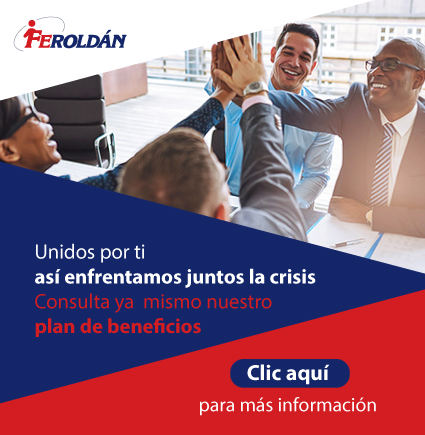 FEROLDÁN
Unidos por ti
así enfrentamos juntos la crisis
Consulta ya mismo nuestro
plan de beneficios
Clic aquí
para más información